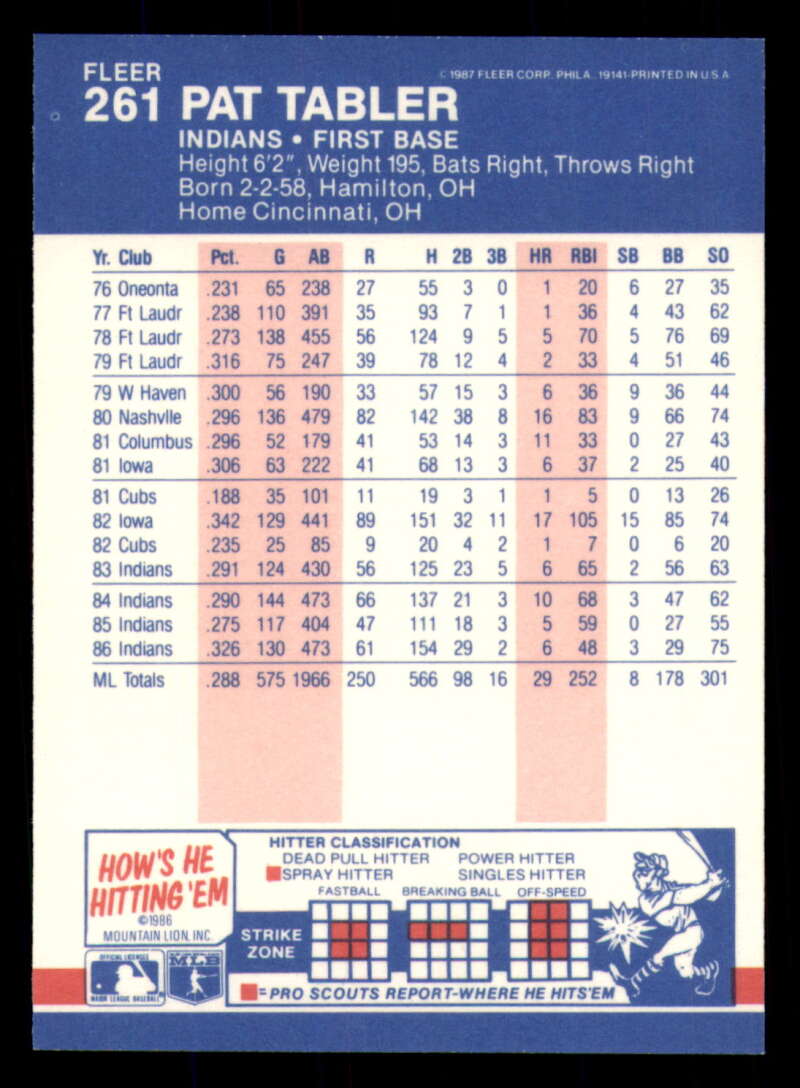 FLEER
© 1987 FLEER CORP. PHILA. 19141-PRINTED IN U.S.A
261 PAT TABLER
INDIANS • FIRST BASE
Height 6'2", Weight 195, Bats Right, Throws Right
Born 2-2-58, Hamilton, OH
Home Cincinnati, OH
Yr. Club Pct. G AB R H 2B 3B HR RBI SB BB SO
76 Oneonta .231 65 238 27 55 3 0 1 20 6 27 35
77 Ft Laudr .238 110 391 35 93 7 1 1 36 4 43 62
78 Ft Laudr .273 138 455 56 124 9 5 5 70 5 76 69
79 Ft Laudr .316 75 247 39 78 12 4 2 33 4 51 46
79 W Haven .300 56 190 33 57 15 3 6 36 9 36 44
80 Nashvlle .296 136 479 82 142 38 8 16 83 9 66 74
81 Columbus .296 52 179 41 53 14 3 11 33 0 27 43
81 Iowa .306 63 222 41 68 13 3 6 37 2 25 40
81 Cubs .188 35 101 11 19 3 1 1 5 0 13 26
82 Iowa .342 129 441 89 151 32 11 17 105 15 85 74
82 Cubs .235 25 85 9 20 4 2 1 7 0 6 20
83 Indians .291 124 430 56 125 23 5 6 65 2 56 63
84 Indians .290 144 473 66 137 21 3 10 68 3 47 62
85 Indians .275 117 404 47 111 18 3 5 59 0 27 55
86 Indians .326 130 473 61 154 29 2 6 48 3 29 75
ML Totals .288 575 1966 250 566 98 16 29 252 8 178 301
HOW'S HE
HITTING 'EM
©1986
MOUNTAIN LION, INC.
HITTER CLASSIFICATION
DEAD PULL HITTER POWER HITTER
SPRAY HITTER SINGLES HITTER
FASTBALL BREAKING BALL OFF-SPEED
STRIKE
ZONE
OFFICIAL LICENSEE
MAJOR LEAGUE BASEBALL
MLB
=PRO SCOUTS REPORT-WHERE HE HITS'EM